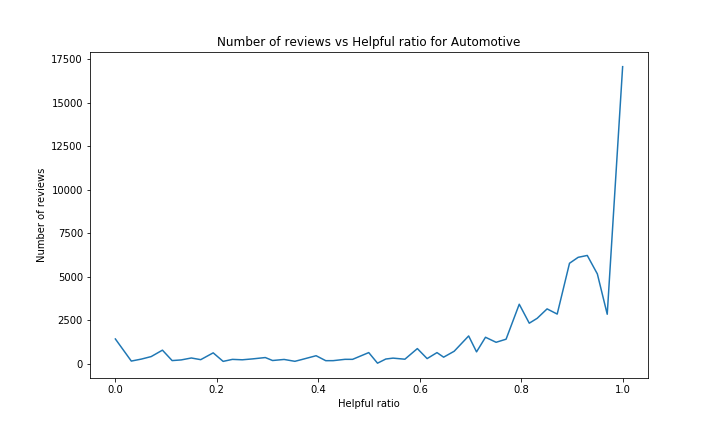 Number of reviews vs Helpful ratio for Automotive
17500
15000
12500
10000
7500
5000
2500
0
Number of reviews
0.0 0.2 0.4 0.6 0.8 1.0
Helpful ratio